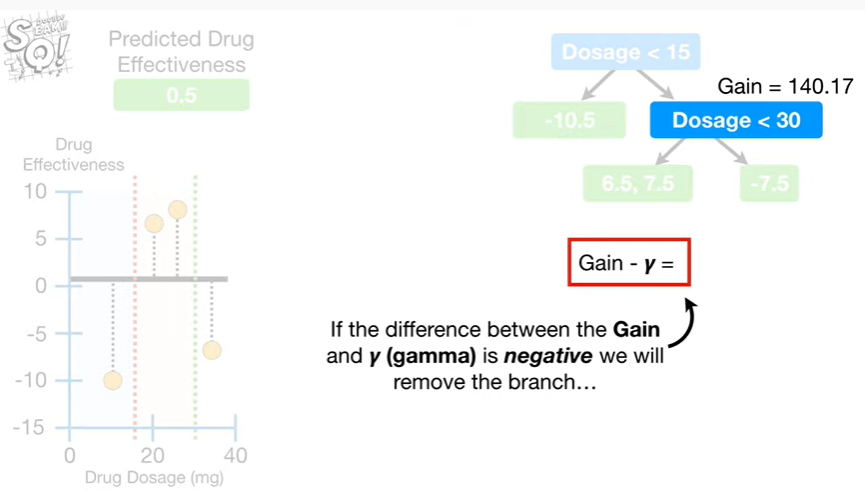 SQ!
Predicted Drug
Effectiveness
0.5
Dosage < 15
Gain = 140.17
-10.5
Dosage < 30
6.5, 7.5
-7.5
Drug
Effectiveness
10
5
0
-5
-10
-15
0
20
40
Drug Dosage (mg)
Gain - γ =
If the difference between the Gain
and γ (gamma) is negative we will
remove the branch…